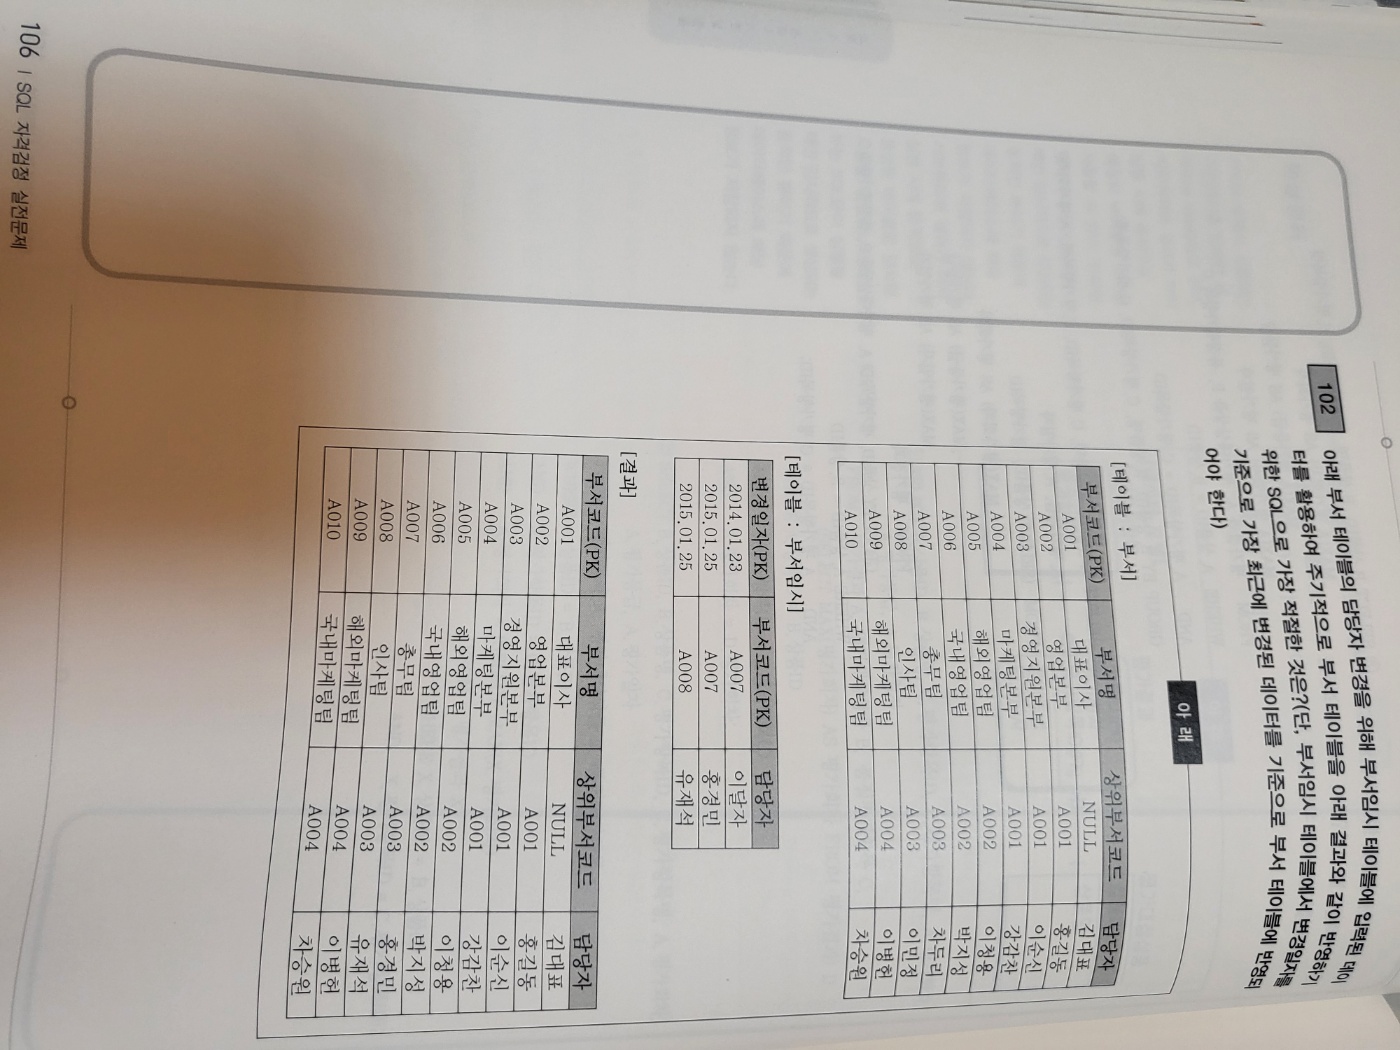 102
아래 부서 테이블의 담당자 변경을 위해 부서임시 테이블에 입력된 데이
터를 활용하여 주기적으로 부서 테이블을 아래 결과와 같이 반영하기
위한 SQL으로 가장 적절한 것은?(단, 부서임시 테이블에서 변경일자를
기준으로 가장 최근에 변경된 데이터를 기준으로 부서 테이블에 반영되
어야 한다)
아 래
[테이블 : 부서]
부서코드(PK) 부서명 상위부서코드 담당자
A001 대표이사 NULL 김대표
A002 영업본부 A001 홍길동
A003 경영지원본부 A001 이순신
A004 마케팅본부 A001 강감찬
A005 해외영업팀 A002 이청용
A006 국내영업팀 A002 박지성
A007 총무팀 A003 차두리
A008 인사팀 A003 이민정
A009 해외마케팅팀 A004 이병헌
A010 국내마케팅팀 A004 차승원
[테이블 : 부서임시]
변경일자(PK) 부서코드(PK) 담당자
2014.01.23 A007 이달자
2015.01.25 A007 홍경민
2015.01.25 A008 유재석
[결과]
부서코드(PK) 부서명 상위부서코드 담당자
A001 대표이사 NULL 김대표
A002 영업본부 A001 홍길동
A003 경영지원본부 A001 이순신
A004 마케팅본부 A001 강감찬
A005 해외영업팀 A002 이청용
A006 국내영업팀 A002 박지성
A007 총무팀 A003 홍경민
A008 인사팀 A003 유재석
A009 해외마케팅팀 A004 이병헌
A010 국내마케팅팀 A004 차승원
106 | SQL 자격검정 실전문제